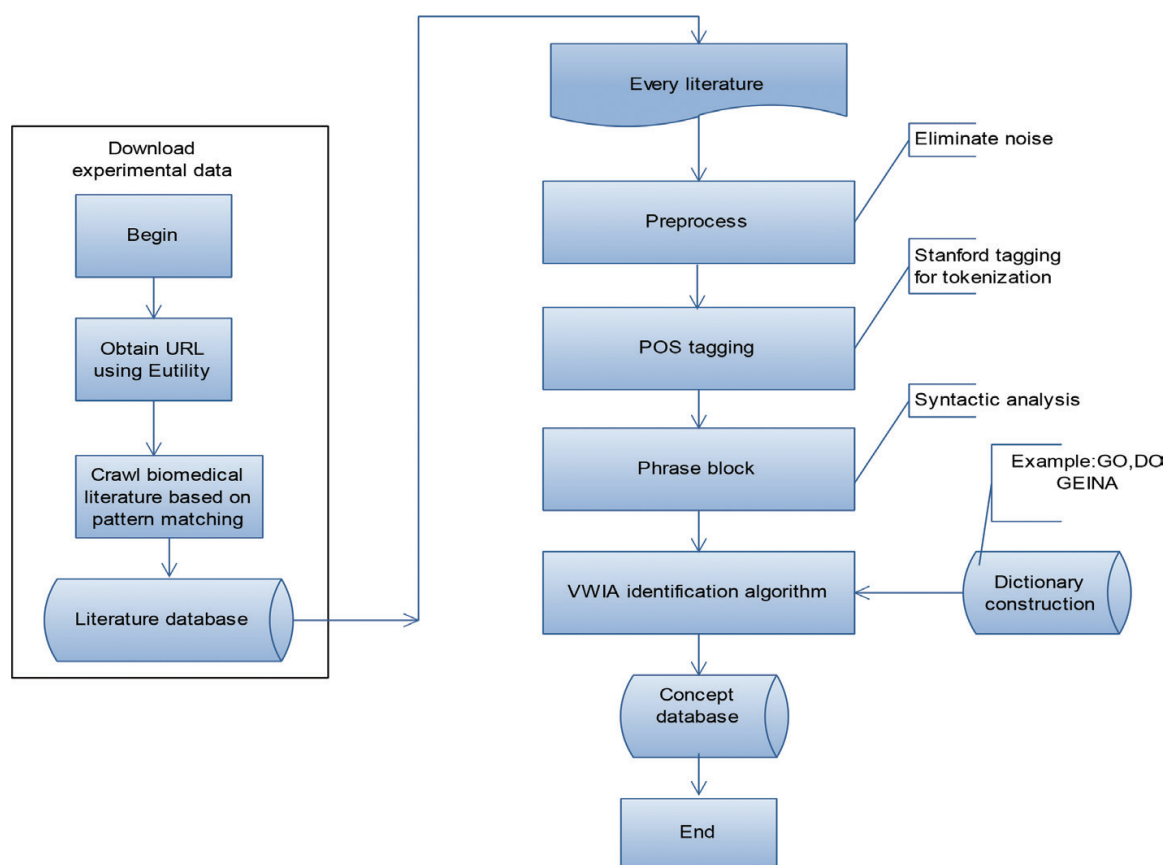 Download
experimental data
Begin
Obtain URL
using Eutility
Crawl biomedical
literature based on
pattern matching
Literature database
Every literature
Eliminate noise
Preprocess
Stanford tagging
for tokenization
POS tagging
Syntactic analysis
Phrase block
Example:GO,DO
GEINA
VWIA identification algorithm
Dictionary
construction
Concept
database
End